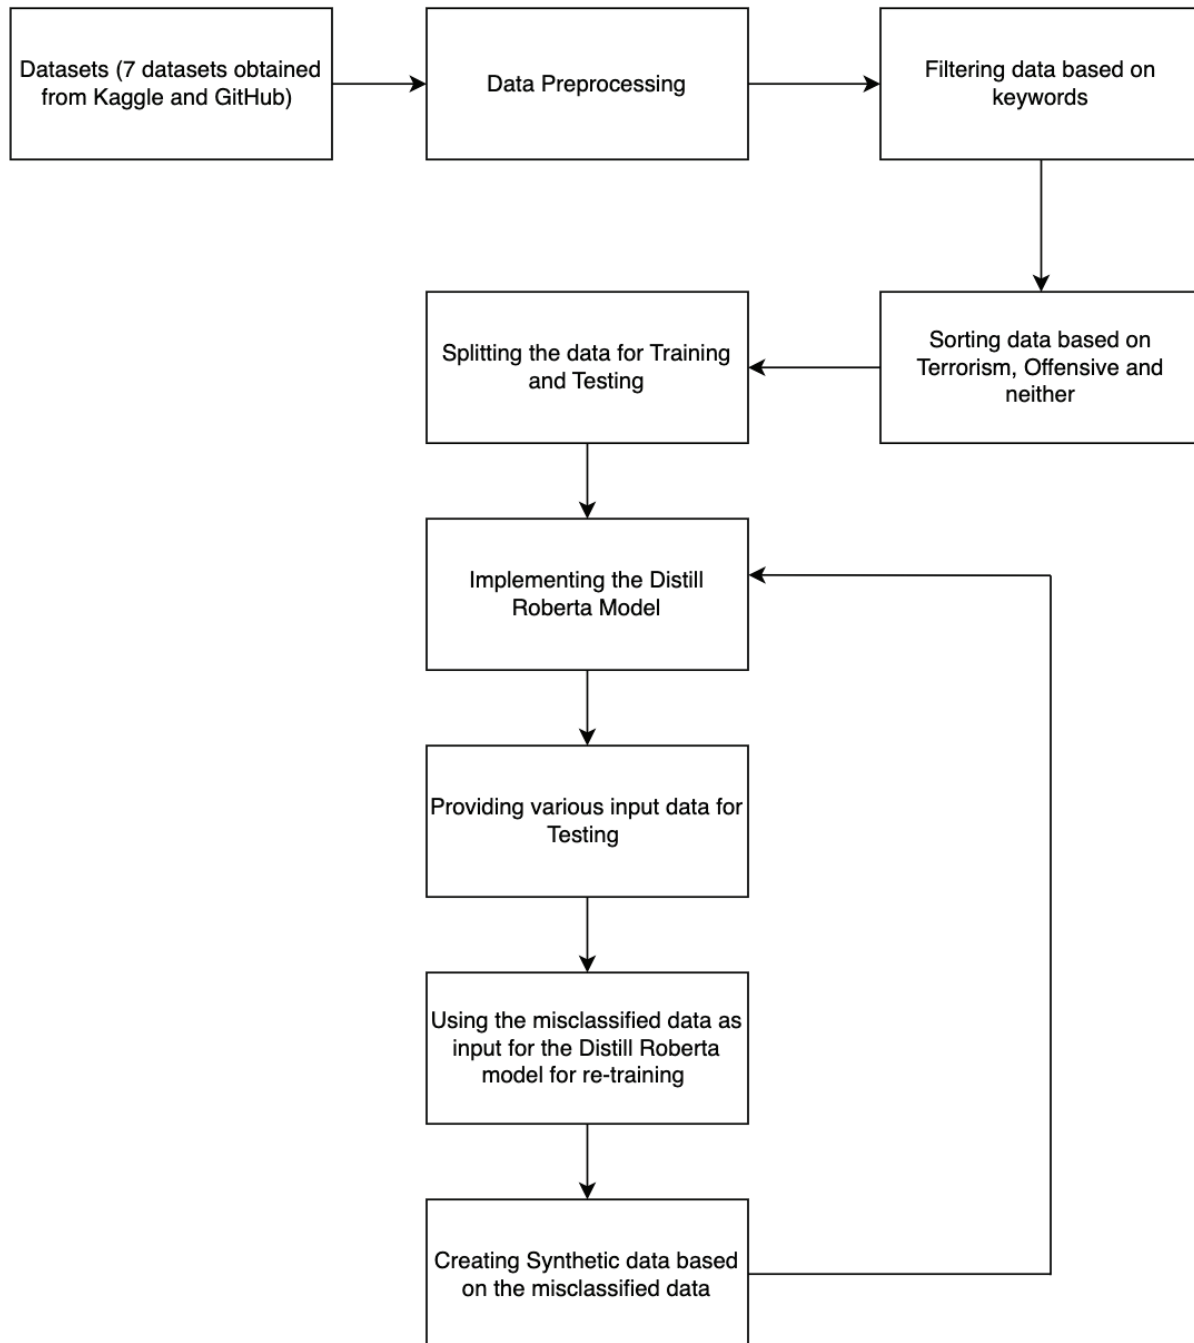 Datasets (7 datasets obtained
from Kaggle and GitHub)
Data Preprocessing
Filtering data based on
keywords
Sorting data based on
Terrorism, Offensive and
neither
Splitting the data for Training
and Testing
Implementing the Distill
Roberta Model
Providing various input data for
Testing
Using the misclassified data as
input for the Distill Roberta
model for re-training
Creating Synthetic data based
on the misclassified data